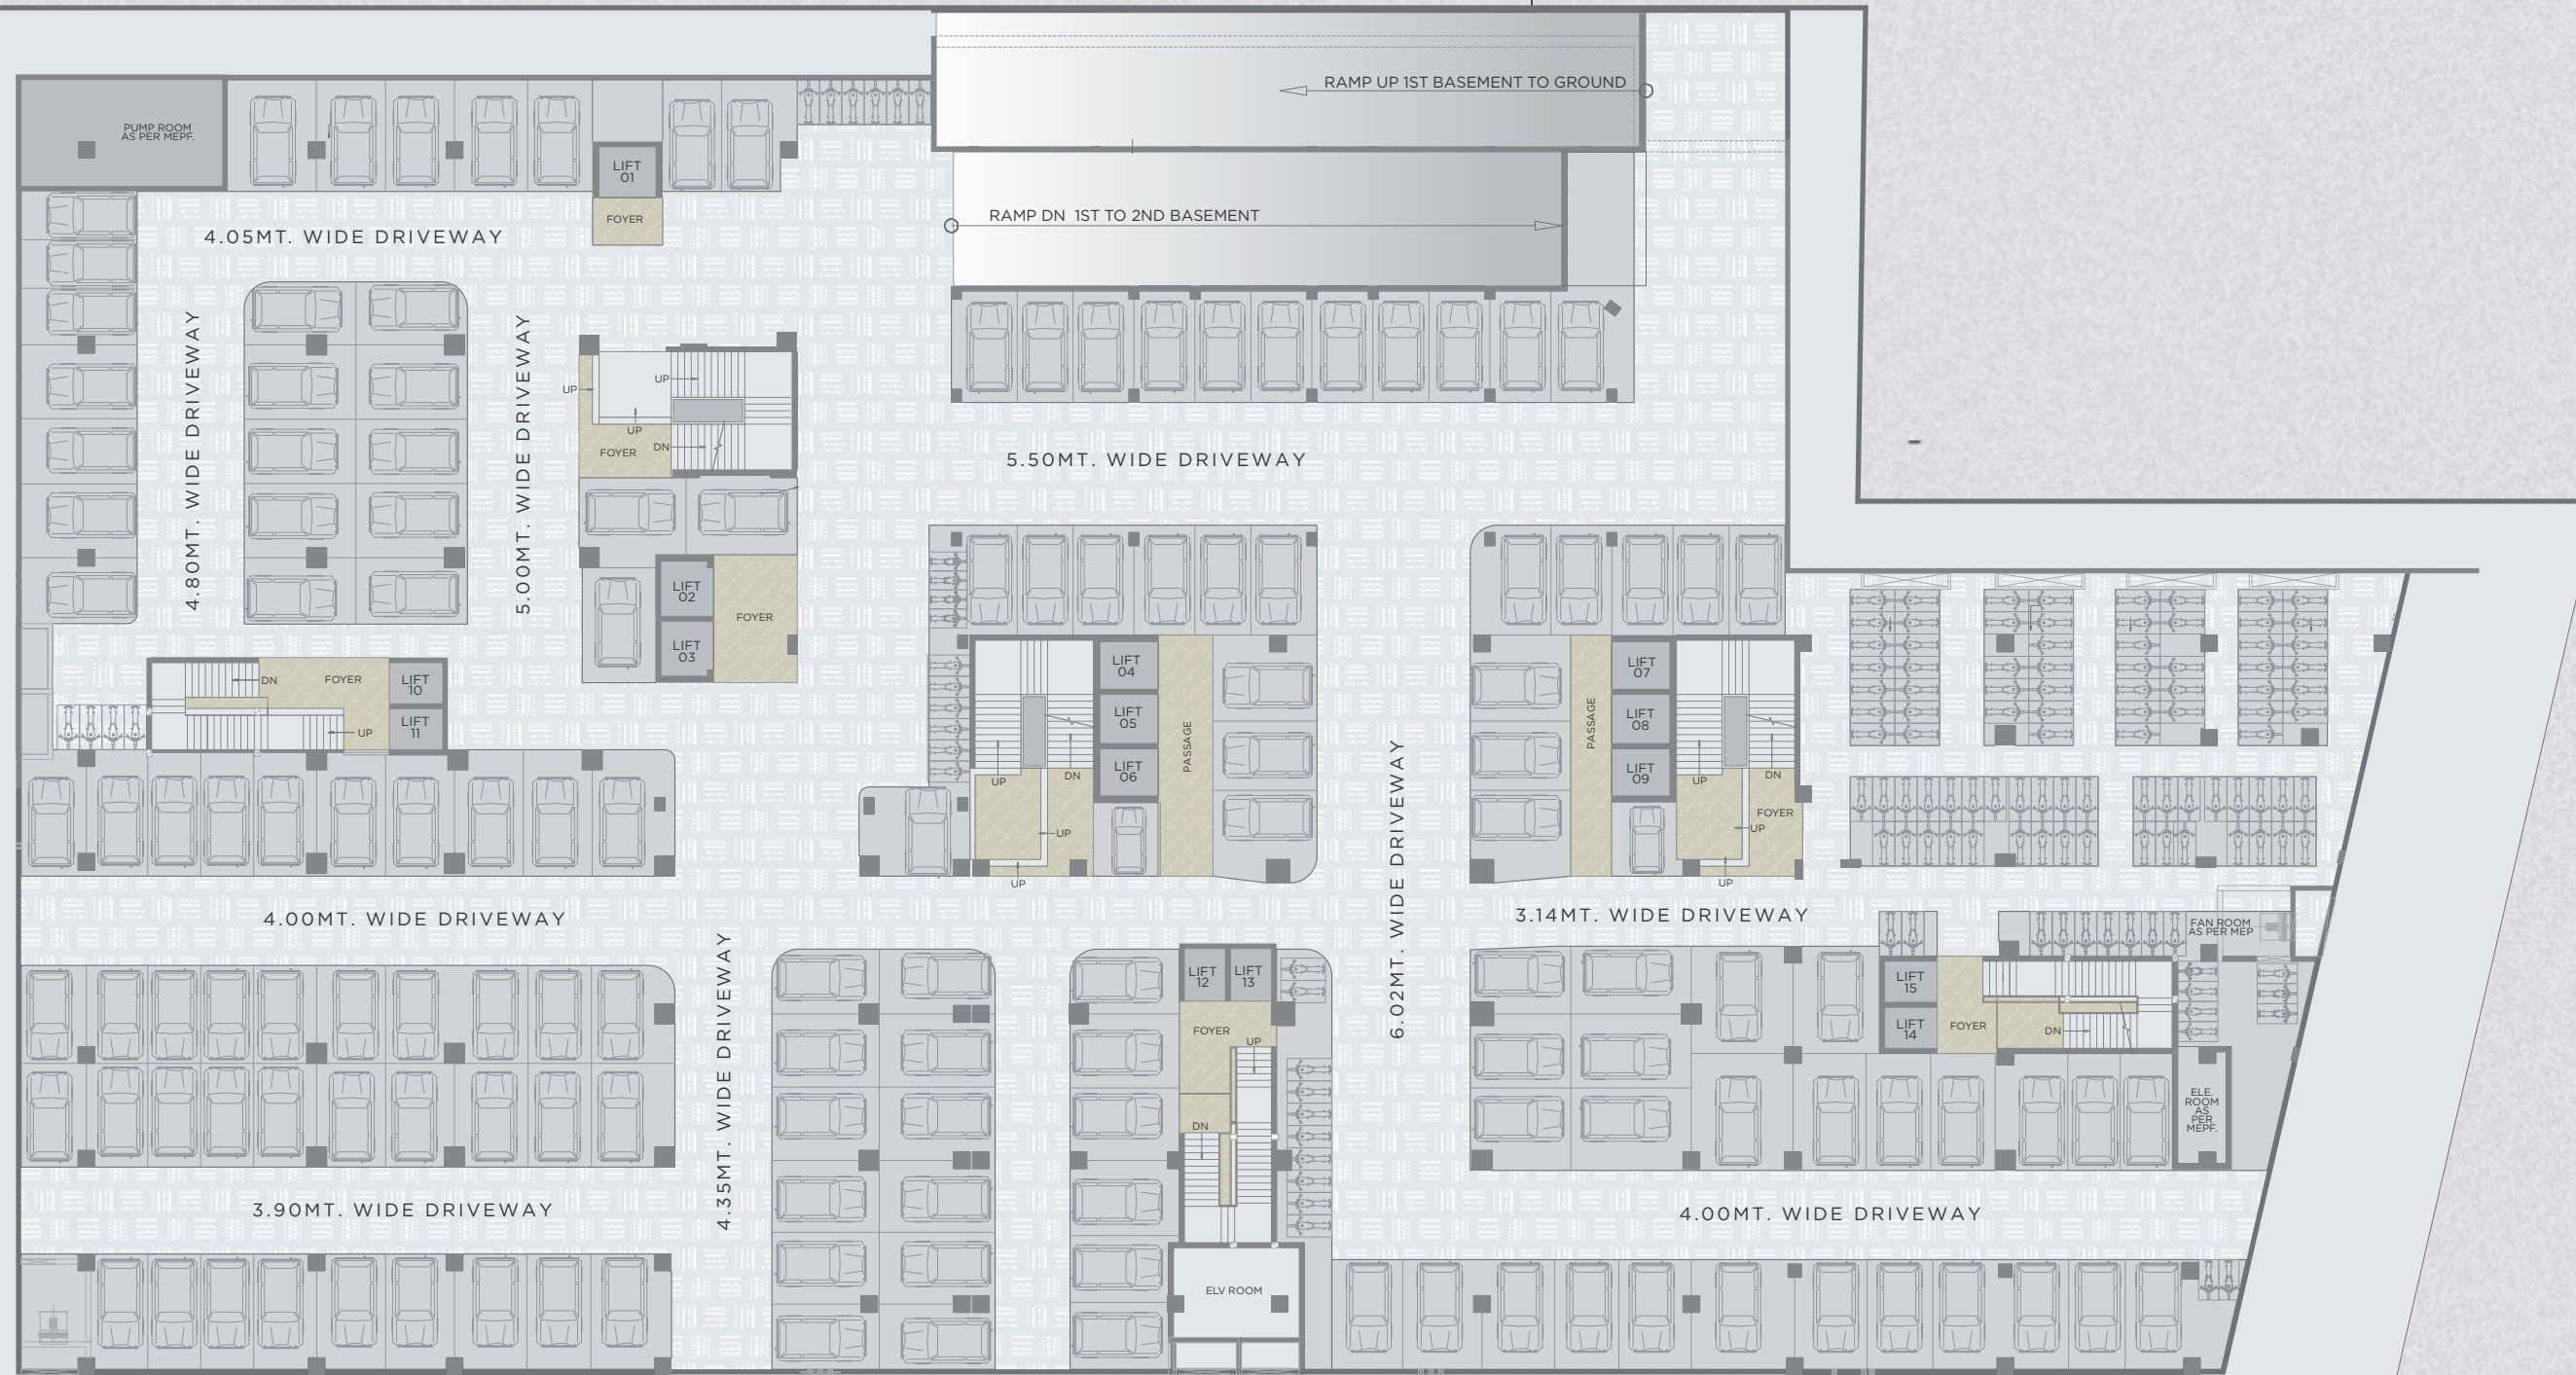 RAMP UP 1ST BASEMENT TO GROUND
PUMP ROOM
AS PER MEPF.
LIFT
01
FOYER
RAMP DN 1ST TO 2ND BASEMENT
4.05MT. WIDE DRIVEWAY
4.80MT. WIDE DRIVEWAY
5.00MT. WIDE DRIVEWAY
UP
UP
UP
FOYER
DN
5.50MT. WIDE DRIVEWAY
LIFT
02
FOYER
LIFT
03
DN
FOYER
LIFT
10
LIFT
11
UP
LIFT
04
LIFT
05
LIFT
06
PASSAGE
UP
DN
UP
UP
6.02MT. WIDE DRIVEWAY
PASSAGE
LIFT
07
LIFT
08
LIFT
09
UP
DN
FOYER
UP
UP
4.00MT. WIDE DRIVEWAY
3.14MT. WIDE DRIVEWAY
FAN ROOM
AS PER MEP
4.35MT. WIDE DRIVEWAY
LIFT
12
LIFT
13
FOYER
UP
DN
LIFT
15
LIFT
14
FOYER
DN
ELE.
ROOM
AS
PER
MEPF.
3.90MT. WIDE DRIVEWAY
4.00MT. WIDE DRIVEWAY
ELV ROOM